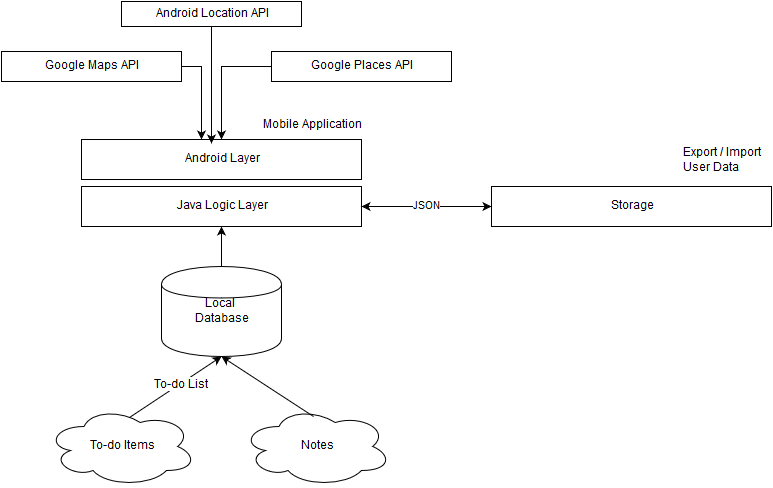 Android Location API
Google Maps API
Google Places API
Mobile Application
Android Layer
Export / Import
User Data
Java Logic Layer
JSON
Storage
Local
Database
To-do List
To-do Items
Notes